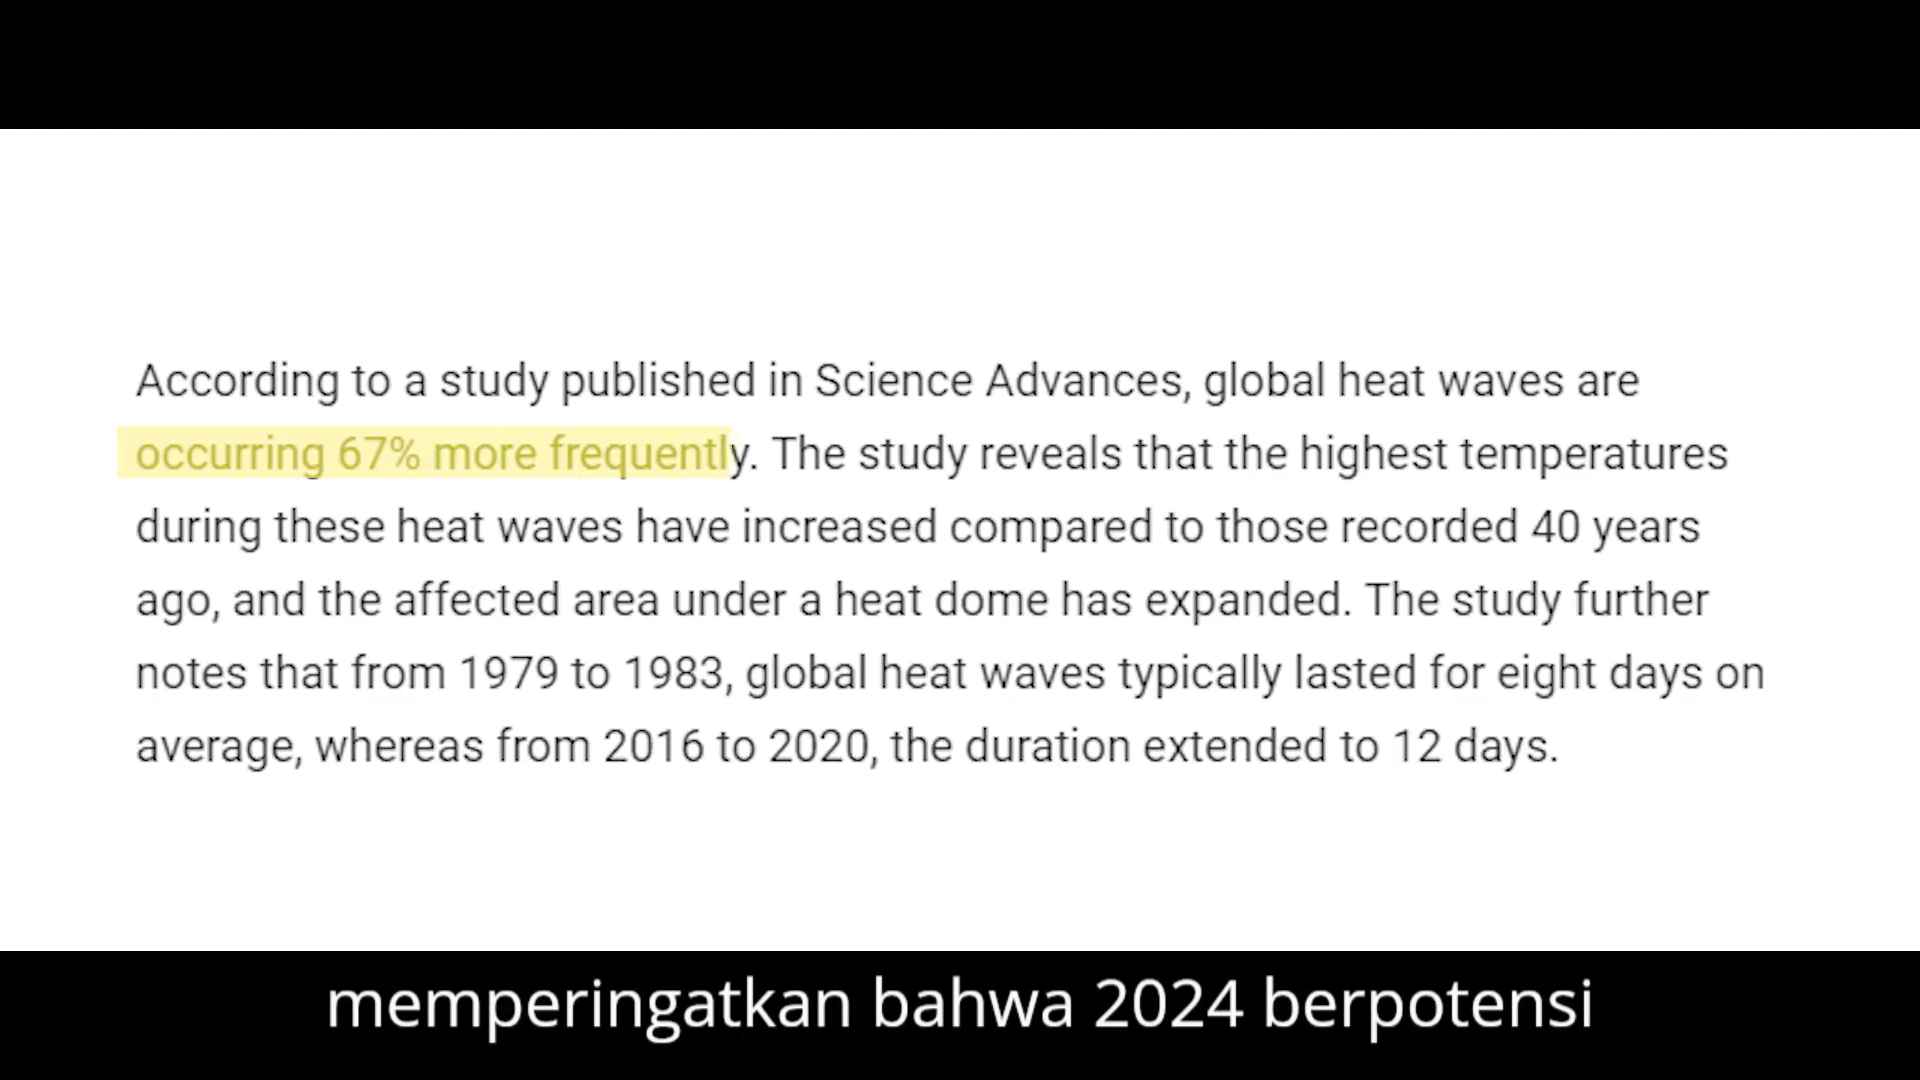 According to a study published in Science Advances, global heat waves are
occurring 67% more frequently. The study reveals that the highest temperatures
during these heat waves have increased compared to those recorded 40 years
ago, and the affected area under a heat dome has expanded. The study further
notes that from 1979 to 1983, global heat waves typically lasted for eight days on
average, whereas from 2016 to 2020, the duration extended to 12 days.
memperingatkan bahwa 2024 berpotensi